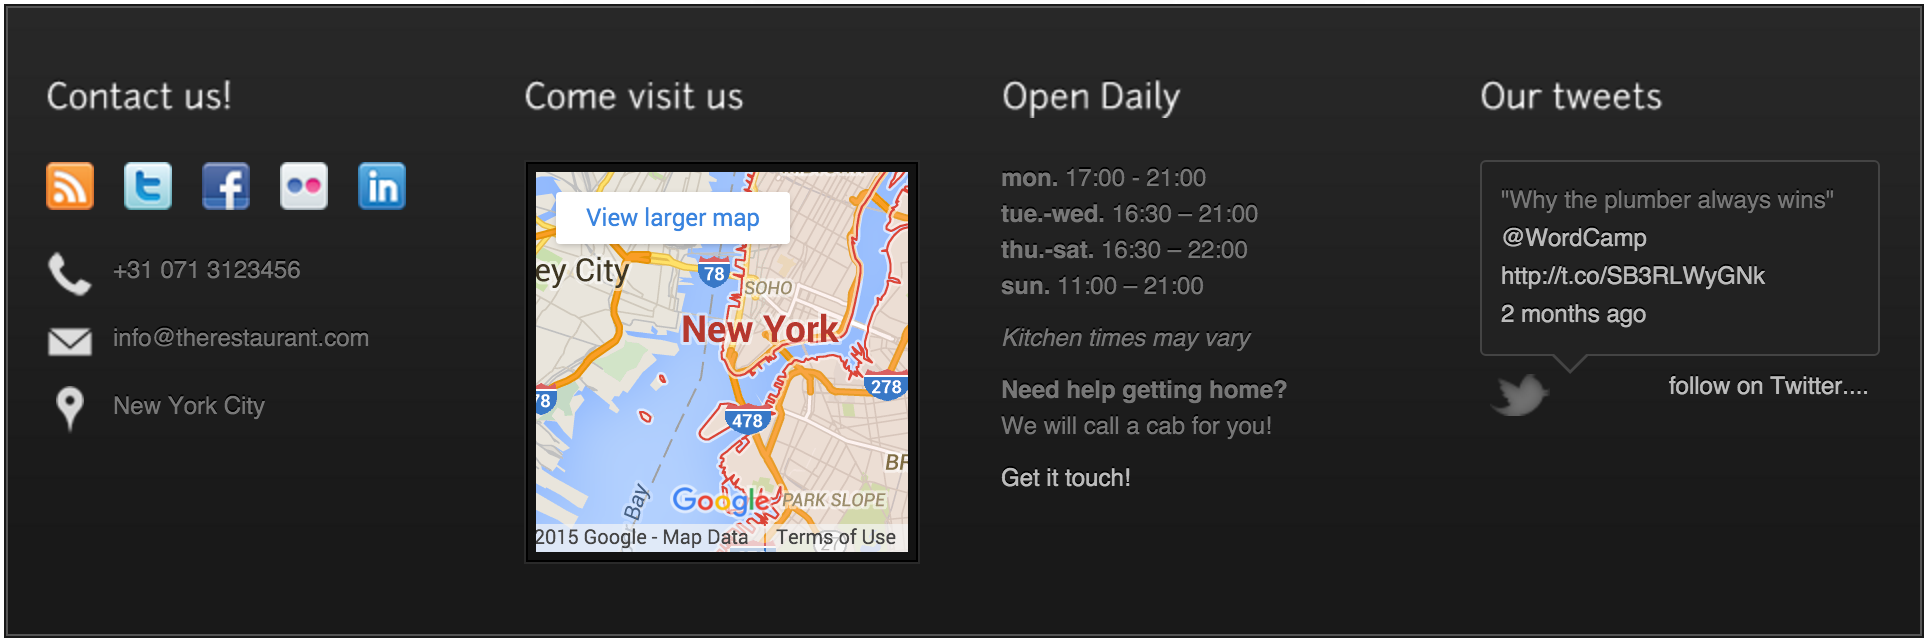 Contact us!
+31 071 3123456
info@therestaurant.com
New York City
Come visit us
View larger map
ey City
78
SOHO
New York
278
78
478
Bay
Google
PARK SLOPE
2015 Google - Map Data
Terms of Use
Open Daily
mon. 17:00 - 21:00
tue.-wed. 16:30 – 21:00
thu.-sat. 16:30 – 22:00
sun. 11:00 – 21:00
Kitchen times may vary
Need help getting home?
We will call a cab for you!
Get it touch!
Our tweets
"Why the plumber always wins"
@WordCamp
http://t.co/SB3RLWyGNk
2 months ago
follow on Twitter....